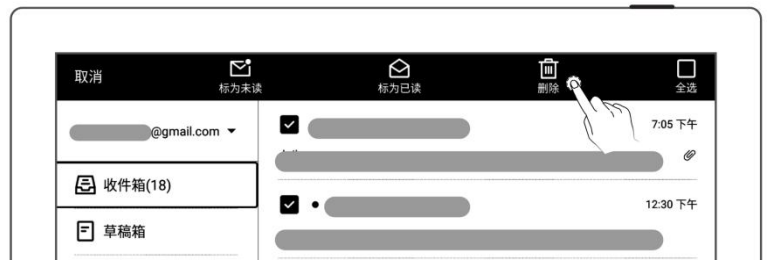 取消
标为未读
标为已读
删除
全选
@gmail.com
7:05 下午
收件箱(18)
12:30 下午
草稿箱